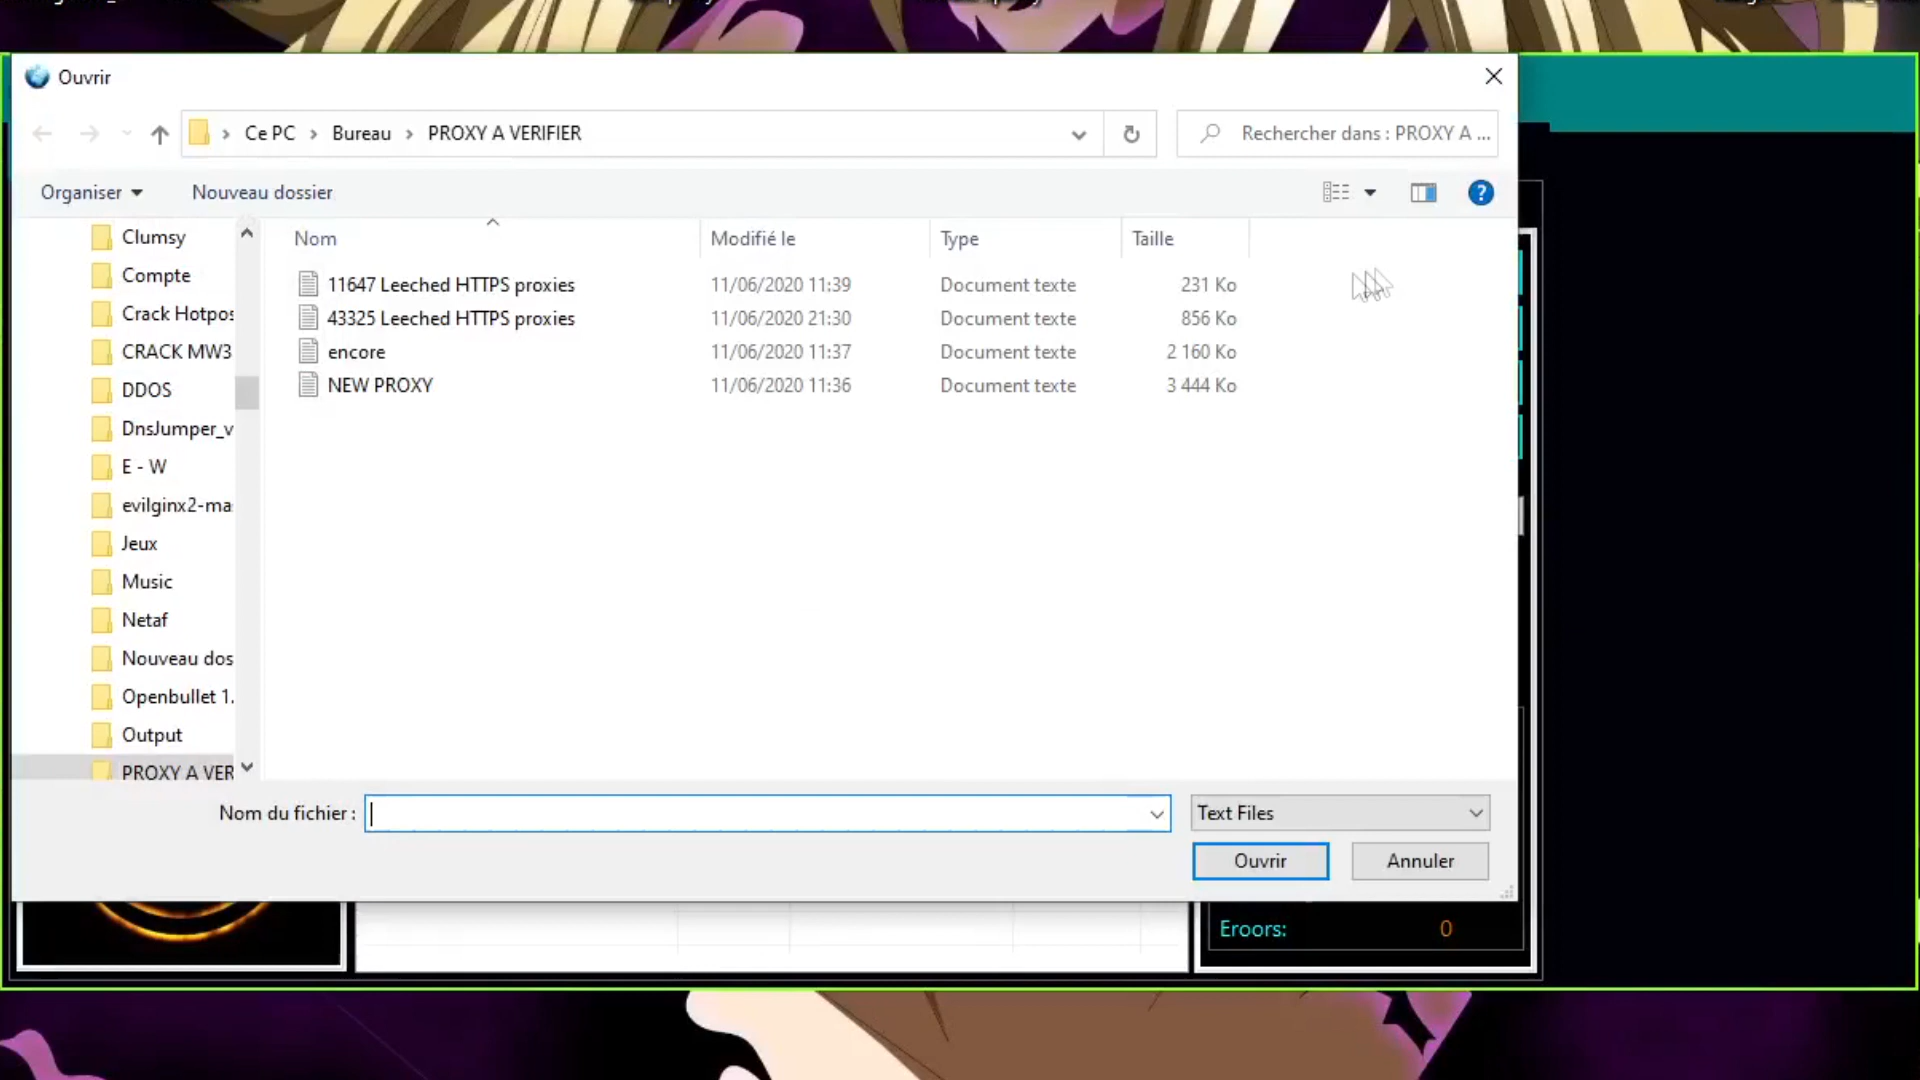 Ouvrir
Ce PC › Bureau › PROXY A VERIFIER
Rechercher dans : PROXY A ...
Organiser
Nouveau dossier
Nom
Modifié le
Type
Taille
11647 Leeched HTTPS proxies 11/06/2020 11:39 Document texte 231 Ko
43325 Leeched HTTPS proxies 11/06/2020 21:30 Document texte 856 Ko
encore 11/06/2020 11:37 Document texte 2 160 Ko
NEW PROXY 11/06/2020 11:36 Document texte 3 444 Ko
Clumsy
Compte
Crack Hotpos
CRACK MW3
DDOS
DnsJumper_v
E - W
evilginx2-ma
Jeux
Music
Netaf
Nouveau dos
Openbullet 1.
Output
PROXY A VER
Nom du fichier :
Text Files
Ouvrir
Annuler
Eroors: 0